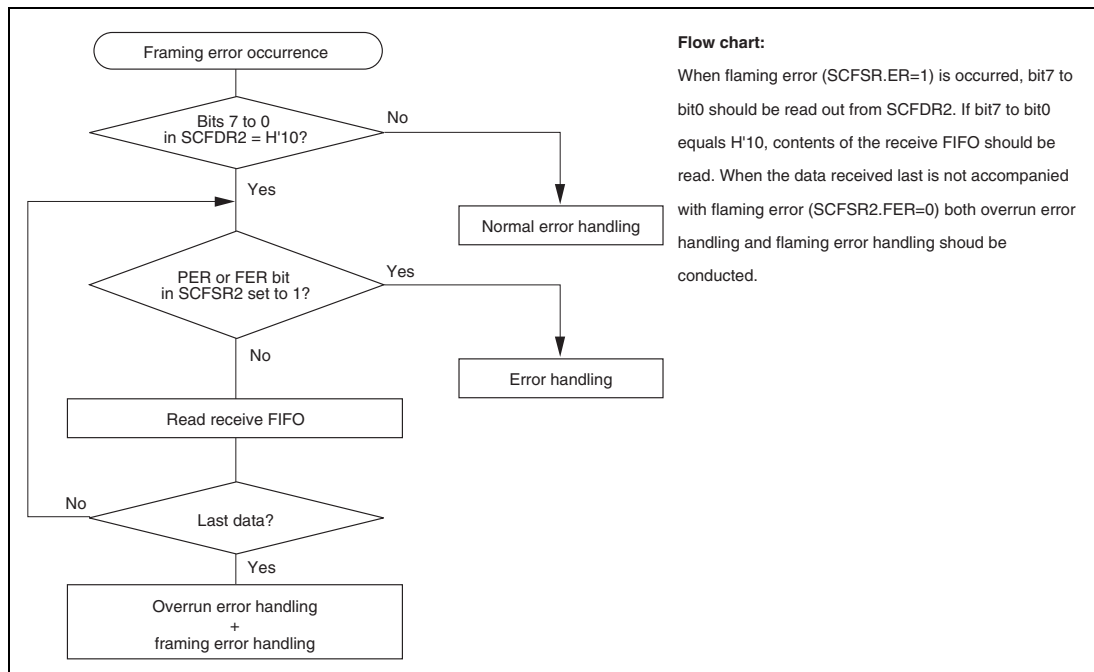 Framing error occurrence
Bits 7 to 0
in SCFDR2 = H'10?
No
Yes
Normal error handling
PER or FER bit
in SCFSR2 set to 1?
Yes
No
Error handling
Read receive FIFO
No
Last data?
Yes
Overrun error handling
+
framing error handling
Flow chart:
When flaming error (SCFSR.ER=1) is occurred, bit7 to
bit0 should be read out from SCFDR2. If bit7 to bit0
equals H'10, contents of the receive FIFO should be
read. When the data received last is not accompanied
with flaming error (SCFSR2.FER=0) both overrun error
handling and flaming error handling shoud be
conducted.